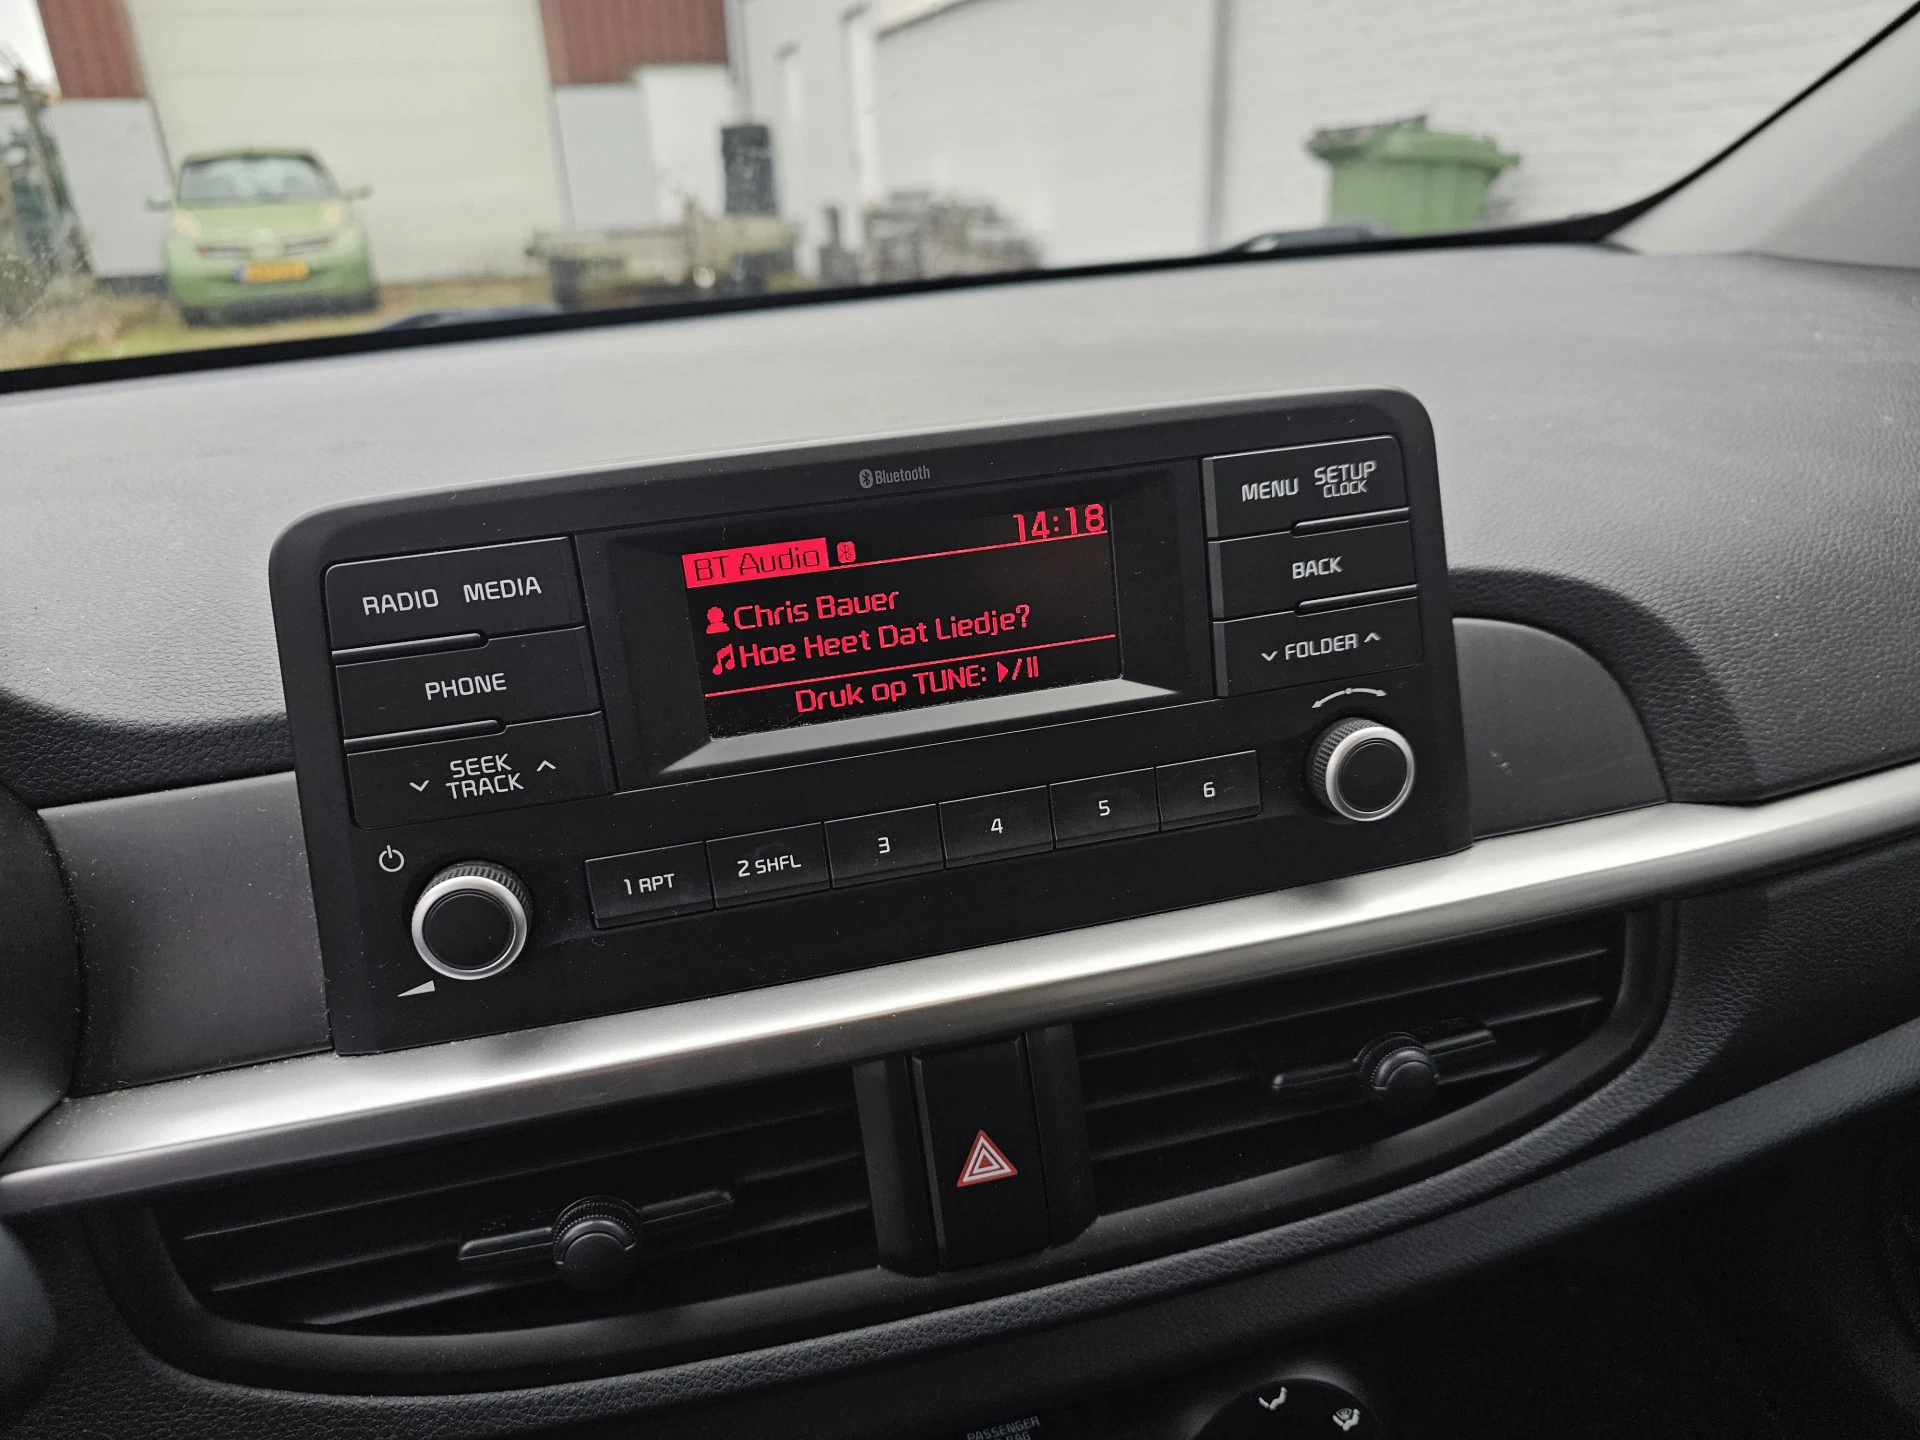 Bluetooth
RADIO MEDIA
PHONE
SEEK
TRACK
BT Audio
14:18
Chris Bauer
Hoe Heet Dat Liedje?
Druk op TUNE: ▶/II
MENU SETUP
CLOCK
BACK
FOLDER
1 RPT
2 SHFL
3
4
5
6
PASSENGER